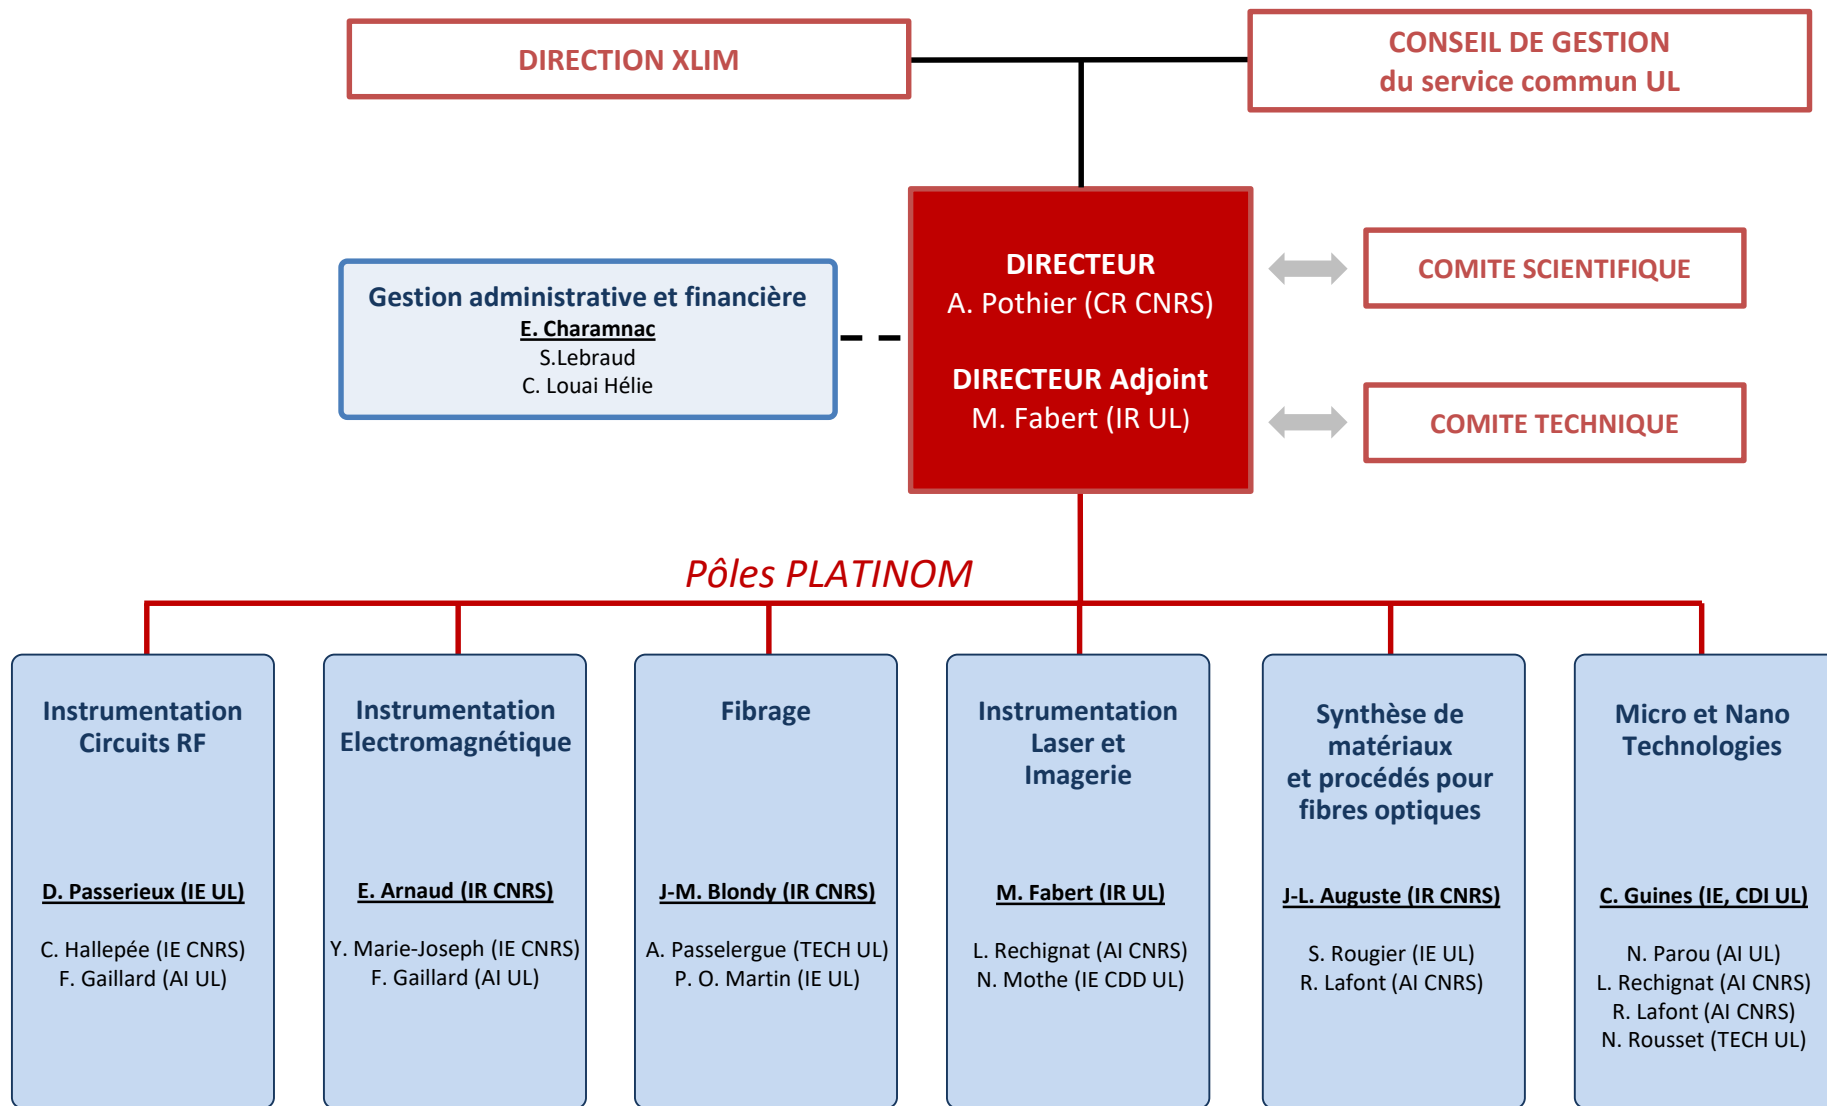 DIRECTION XLIM
CONSEIL DE GESTION
du service commun UL
DIRECTEUR
A. Pothier (CR CNRS)
DIRECTEUR Adjoint
M. Fabert (IR UL)
COMITE SCIENTIFIQUE
COMITE TECHNIQUE
Gestion administrative et financière
E. Charamnac
S.Lebraud
C. Louai Hélie
Pôles PLATINOM
Instrumentation
Circuits RF
D. Passerieux (IE UL)
C. Hallepée (IE CNRS)
F. Gaillard (AI UL)
Instrumentation
Electromagnétique
E. Arnaud (IR CNRS)
Y. Marie-Joseph (IE CNRS)
F. Gaillard (AI UL)
Fibrage
J-M. Blondy (IR CNRS)
A. Passelergue (TECH UL)
P. O. Martin (IE UL)
Instrumentation
Laser et
Imagerie
M. Fabert (IR UL)
L. Rechignat (AI CNRS)
N. Mothe (IE CDD UL)
Synthèse de
matériaux
et procédés pour
fibres optiques
J-L. Auguste (IR CNRS)
S. Rougier (IE UL)
R. Lafont (AI CNRS)
Micro et Nano
Technologies
C. Guines (IE, CDI UL)
N. Parou (AI UL)
L. Rechignat (AI CNRS)
R. Lafont (AI CNRS)
N. Rousset (TECH UL)